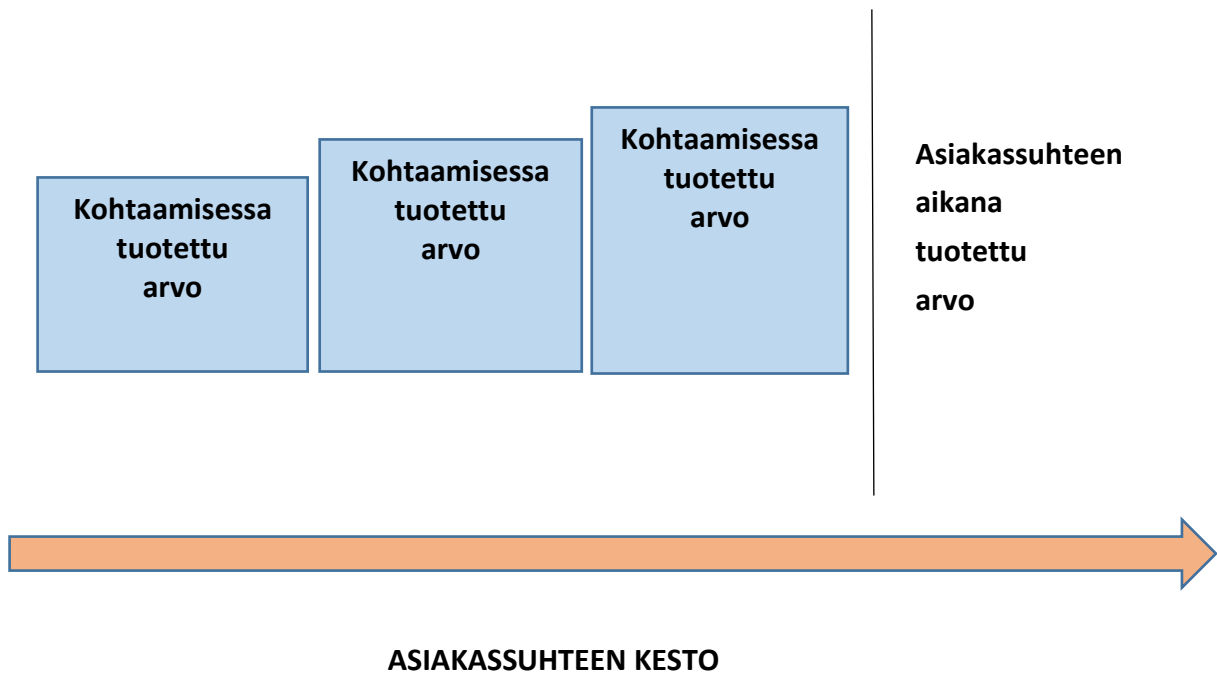 Kohtaamisessa
tuotettu
arvo
Kohtaamisessa
tuotettu
arvo
Kohtaamisessa
tuotettu
arvo
Asiakassuhteen
aikana
tuotettu
arvo
ASIAKASSUHTEEN KESTO